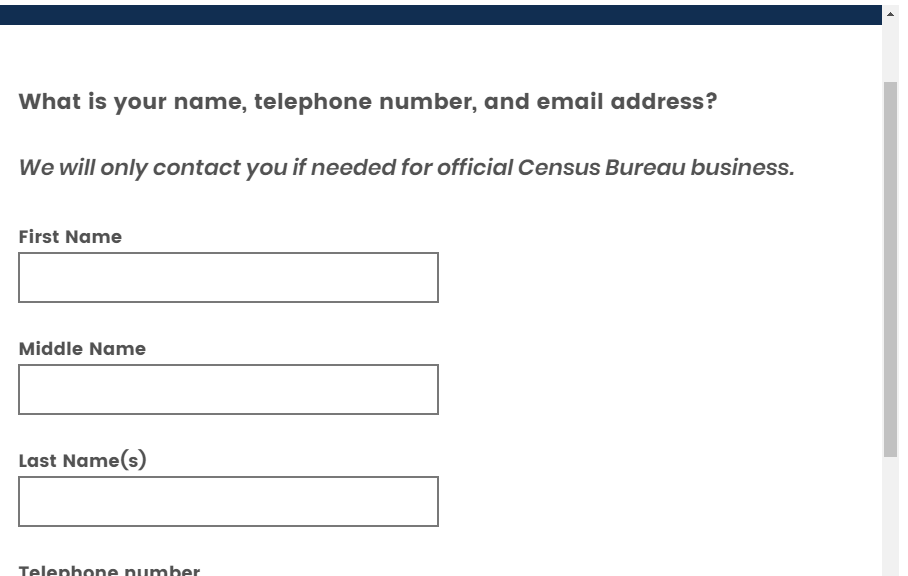 What is your name, telephone number, and email address?
We will only contact you if needed for official Census Bureau business.
First Name
Middle Name
Last Name(s)
Telephone number